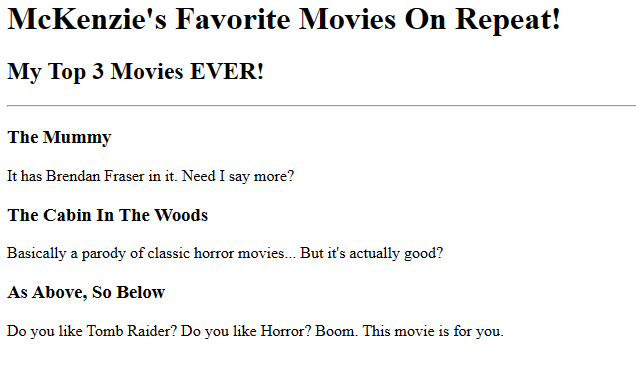 McKenzie's Favorite Movies On Repeat!
My Top 3 Movies EVER!
The Mummy
It has Brendan Fraser in it. Need I say more?
The Cabin In The Woods
Basically a parody of classic horror movies... But it's actually good?
As Above, So Below
Do you like Tomb Raider? Do you like Horror? Boom. This movie is for you.